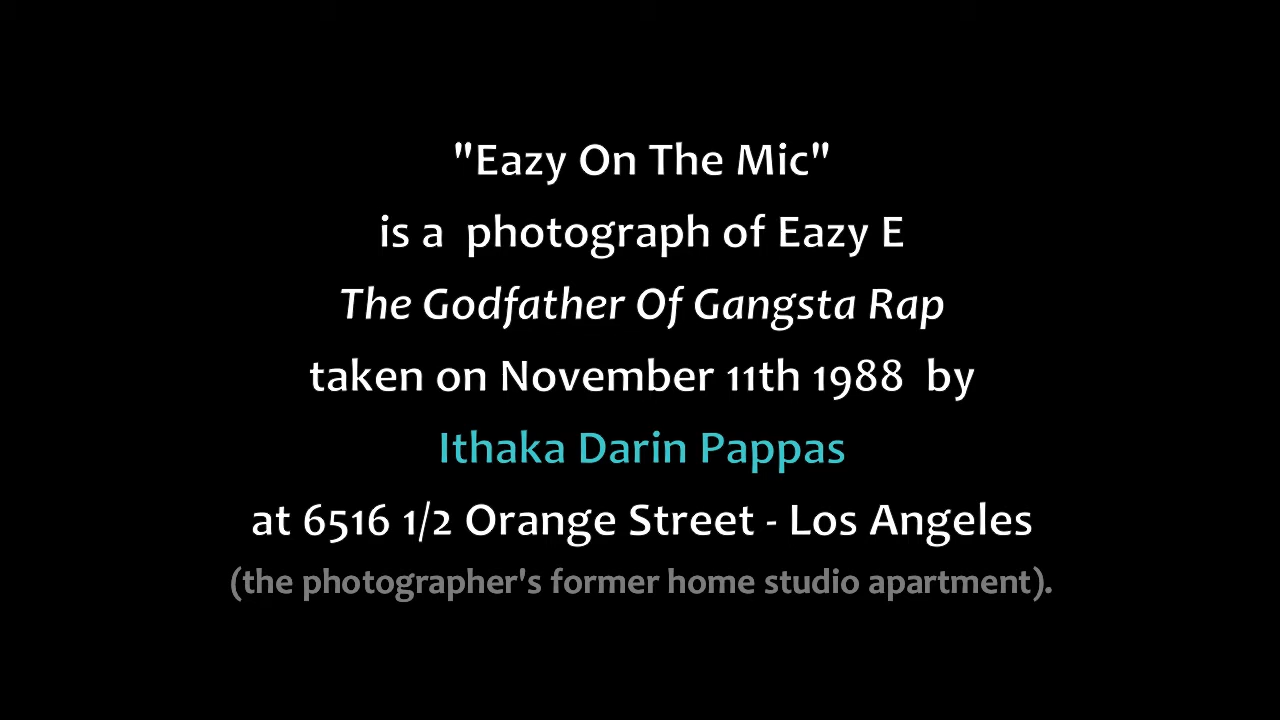 "Eazy On The Mic"
is a  photograph of Eazy E
The Godfather Of Gangsta Rap
taken on November 11th 1988  by
Ithaka Darin Pappas
at 6516 1/2 Orange Street - Los Angeles
(the photographer's former home studio apartment).